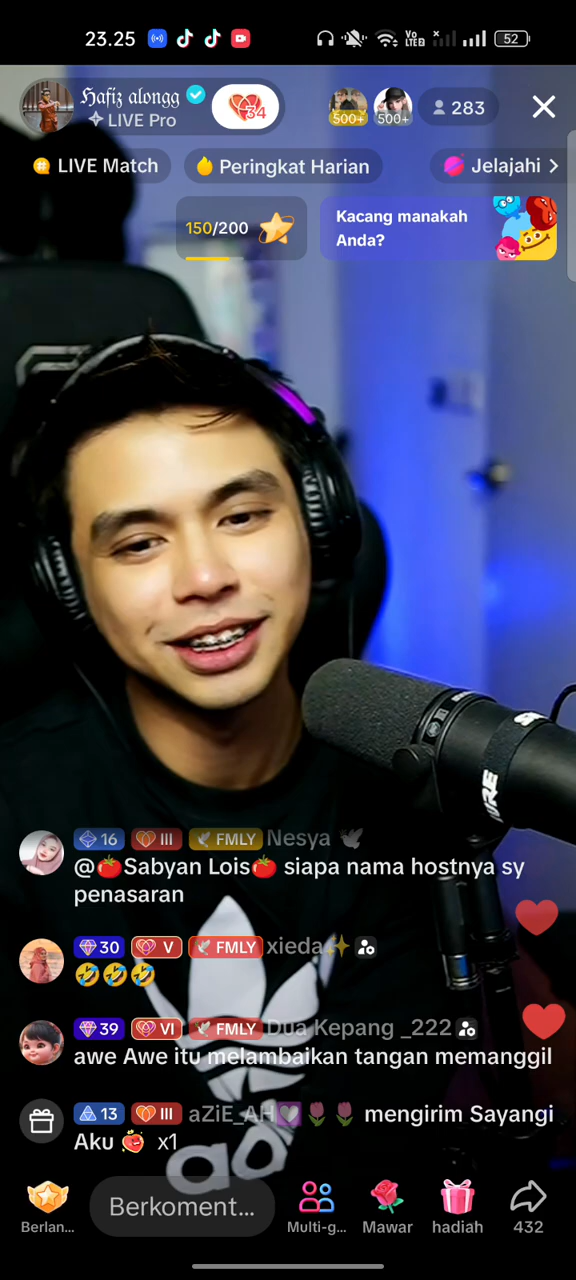 23.25
Vo
LTE2
52
Hafiz alongg
LIVE Pro
34
500+
500+
283
LIVE Match
Peringkat Harian
Jelajahi
150/200
Kacang manakah
Anda?
16 III FMLY Nesya
@🍅Sabyan Lois🍅 siapa nama hostnya sy
penasaran
30 V FMLY xieda✨
🤣🤣🤣
39 VI FMLY Dua Kepang _222
awe Awe itu melambaikan tangan memanggil
13 III aZiE_AH💟🌷🌷 mengirim Sayangi
Aku x1
Berlan...
Berkoment...
Multi-g...
Mawar
hadiah
432